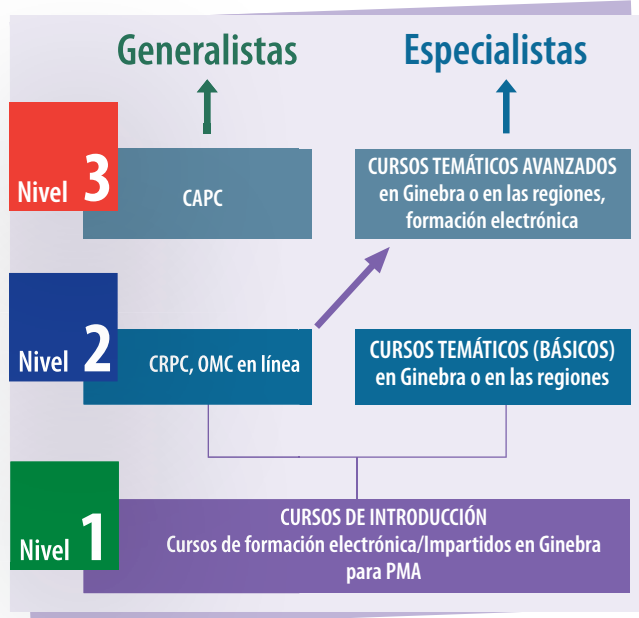 Generalistas
Especialistas
Nivel 3
CAPC
CURSOS TEMÁTICOS AVANZADOS
en Ginebra o en las regiones,
formación electrónica
Nivel 2
CRPC, OMC en línea
CURSOS TEMÁTICOS (BÁSICOS)
en Ginebra o en las regiones
Nivel 1
CURSOS DE INTRODUCCIÓN
Cursos de formación electrónica/Impartidos en Ginebra
para PMA